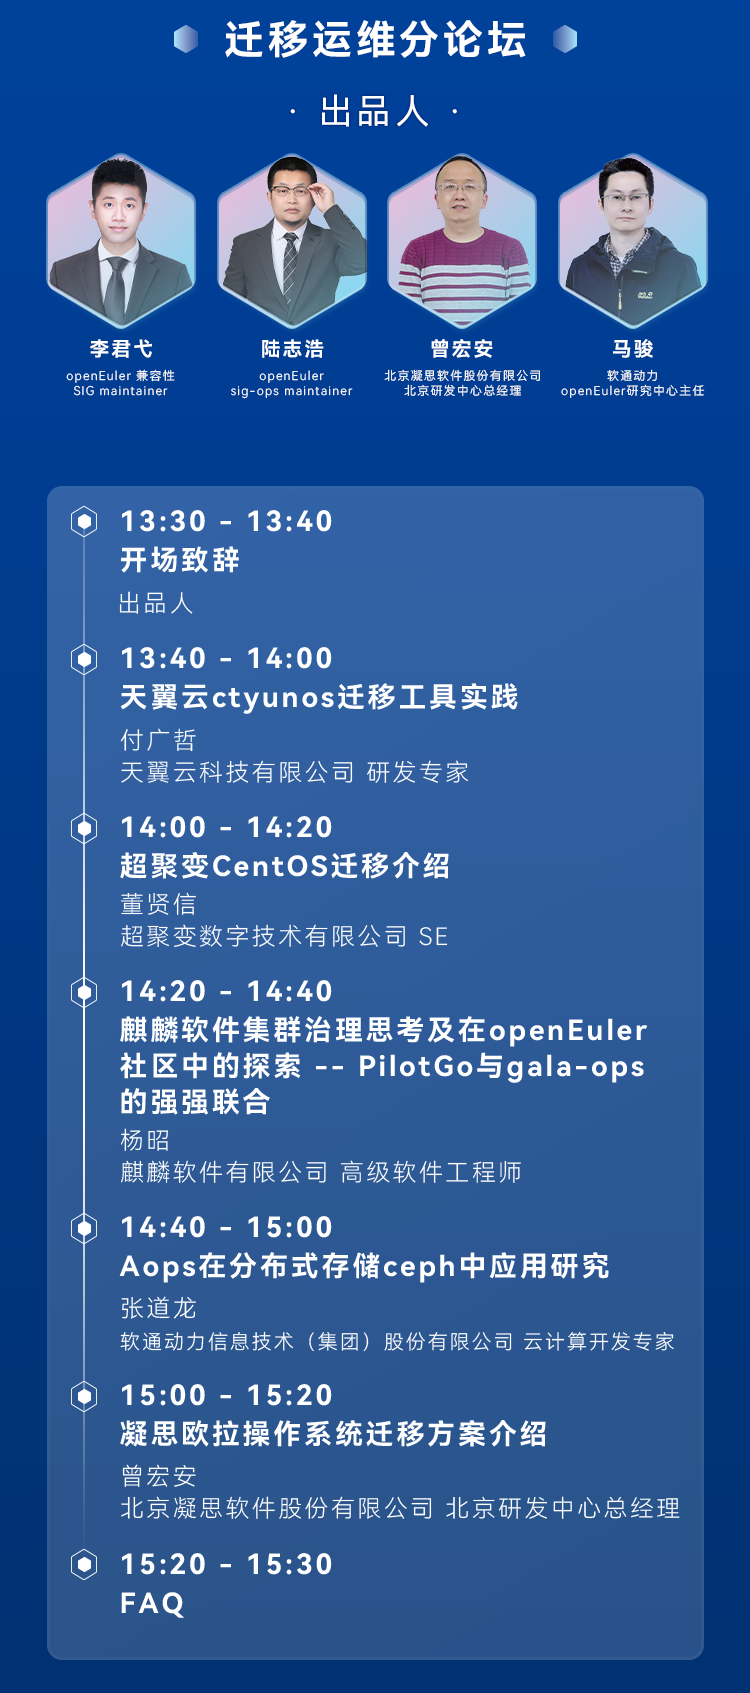 迁移运维分论坛
· 出品人 ·
李君弋
openEuler 兼容性
SIG maintainer
陆志浩
openEuler
sig-ops maintainer
曾宏安
北京凝思软件股份有限公司
北京研发中心总经理
马骏
软通动力
openEuler研究中心主任
13:30 - 13:40
开场致辞
出品人
13:40 - 14:00
天翼云ctyunos迁移工具实践
付广哲
天翼云科技有限公司 研发专家
14:00 - 14:20
超聚变CentOS迁移介绍
董贤信
超聚变数字技术有限公司 SE
14:20 - 14:40
麒麟软件集群治理思考及在openEuler
社区中的探索 -- PilotGo与gala-ops
的强强联合
杨昭
麒麟软件有限公司 高级软件工程师
14:40 - 15:00
Aops在分布式存储ceph中应用研究
张道龙
软通动力信息技术（集团）股份有限公司 云计算开发专家
15:00 - 15:20
凝思欧拉操作系统迁移方案介绍
曾宏安
北京凝思软件股份有限公司 北京研发中心总经理
15:20 - 15:30
FAQ